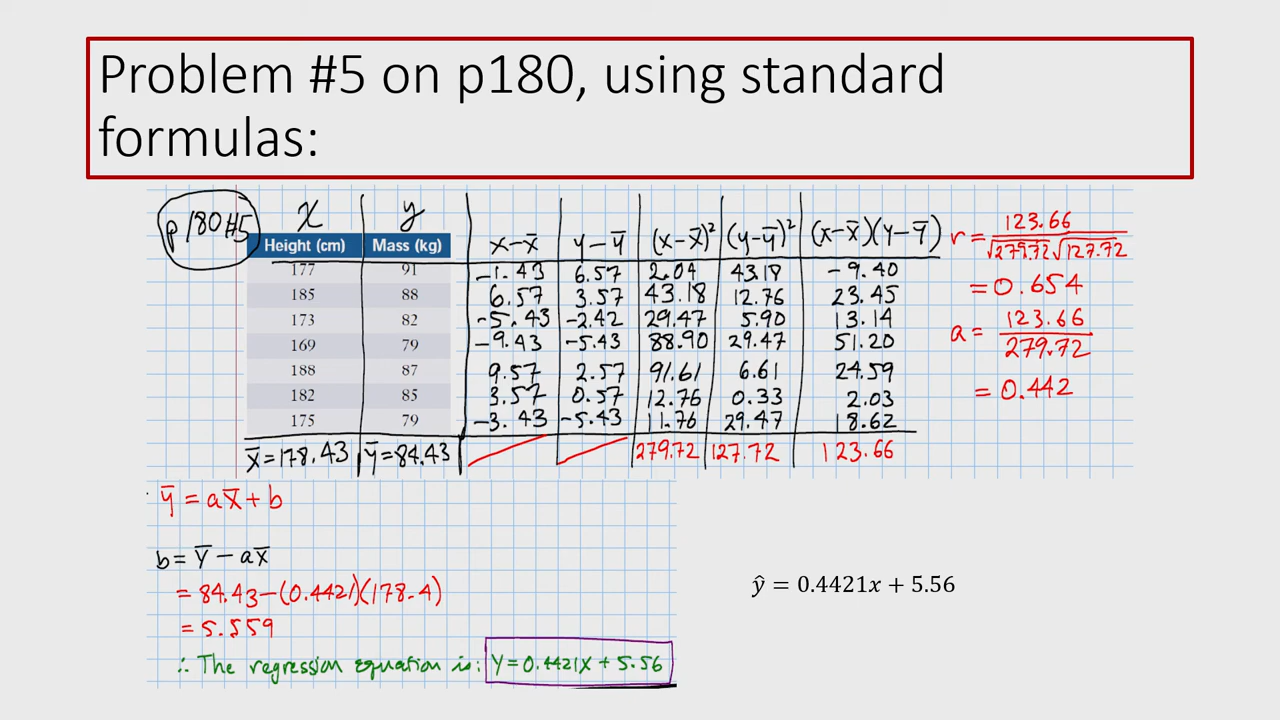 Problem #5 on p180, using standard
formulas:
p180#5 x y x-x̄ y-ȳ (x-x̄)² (y-ȳ)² (x-x̄)(y-ȳ)
Height (cm) Mass (kg)
177 91 -1.43 6.57 2.04 43.18 -9.40
185 88 6.57 3.57 43.18 12.76 23.45
173 82 -5.43 -2.42 29.47 5.90 13.14
169 79 -9.43 -5.43 88.90 29.47 51.20
188 87 9.57 2.57 91.61 6.61 24.59
182 85 3.57 0.57 12.76 0.33 2.03
175 79 -3.43 -5.43 11.76 29.47 18.62
x̄=178.43 ȳ=84.43 279.72 127.72 123.66
r = 123.66 / √279.72 √127.72
= 0.654
a = 123.66 / 279.72
= 0.442
ȳ = ax̄ + b
b = ȳ - ax̄
= 84.43-(0.4421)(178.4)
= 5.559
∴ The regression equation is: Y=0.4421X + 5.56
ŷ = 0.4421x + 5.56